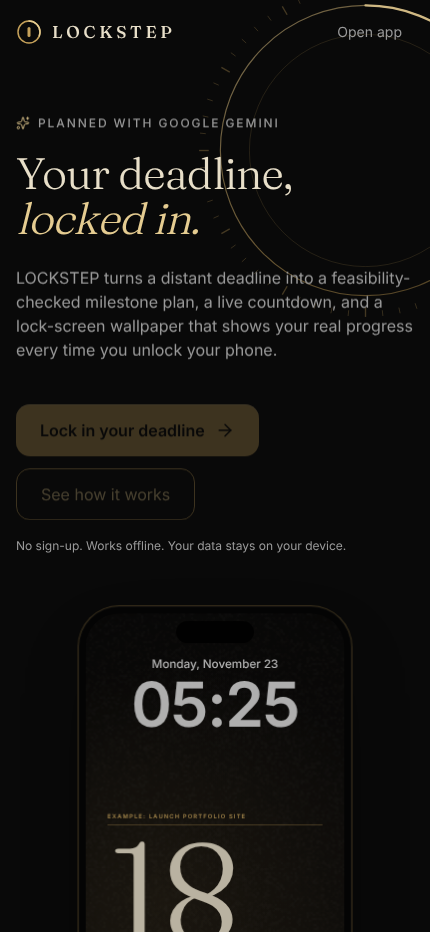 LOCKSTEP
Open app
PLANNED WITH GOOGLE GEMINI
Your deadline,
locked in.
LOCKSTEP turns a distant deadline into a feasibility-
checked milestone plan, a live countdown, and a
lock-screen wallpaper that shows your real progress
every time you unlock your phone.
Lock in your deadline →
See how it works
No sign-up. Works offline. Your data stays on your device.
Monday, November 23
05:25
EXAMPLE: LAUNCH PORTFOLIO SITE
18